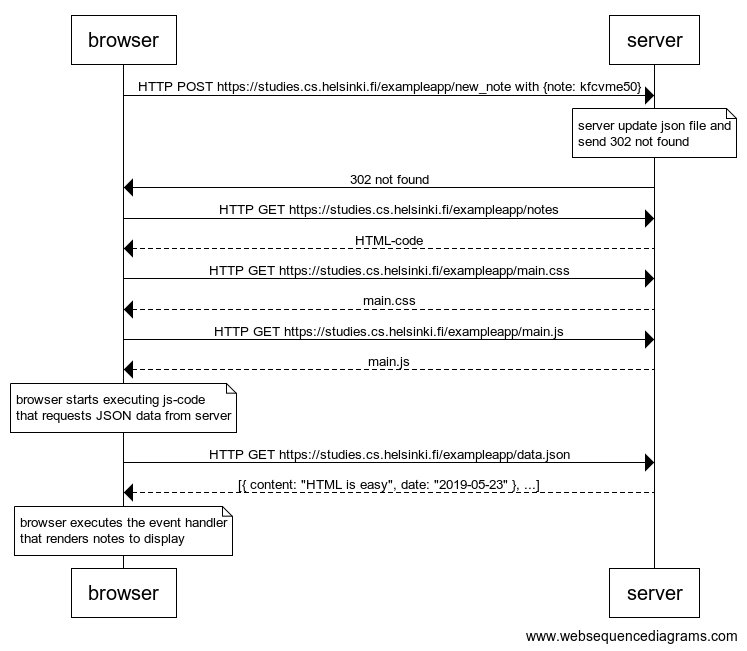 browser
server
HTTP POST https://studies.cs.helsinki.fi/exampleapp/new_note with {note: kfcvme50}
server update json file and
send 302 not found
302 not found
HTTP GET https://studies.cs.helsinki.fi/exampleapp/notes
HTML-code
HTTP GET https://studies.cs.helsinki.fi/exampleapp/main.css
main.css
HTTP GET https://studies.cs.helsinki.fi/exampleapp/main.js
main.js
browser starts executing js-code
that requests JSON data from server
HTTP GET https://studies.cs.helsinki.fi/exampleapp/data.json
[{ content: "HTML is easy", date: "2019-05-23" }, ...]
browser executes the event handler
that renders notes to display
browser
server
www.websequencediagrams.com